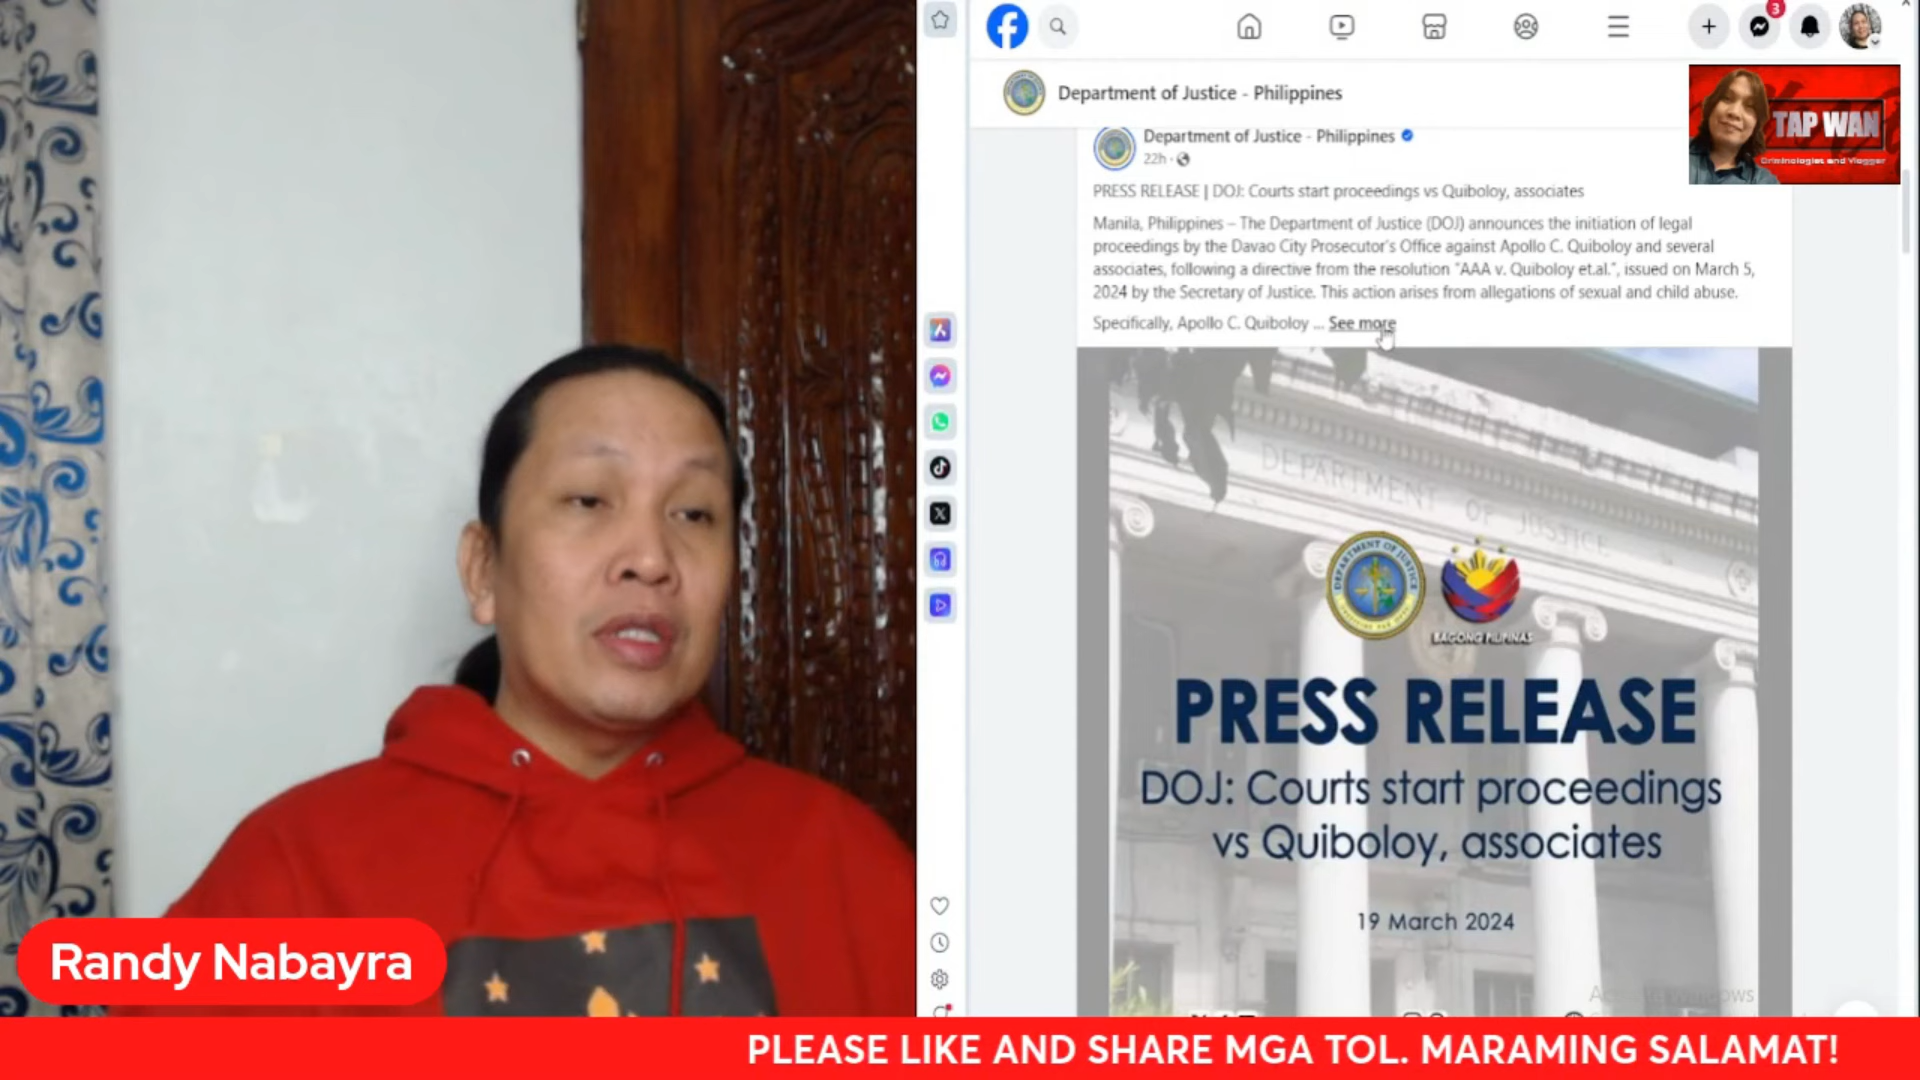 3
Department of Justice - Philippines
TAP WAN
Criminologist and Vlogger
Department of Justice - Philippines
22h ·
PRESS RELEASE | DOJ: Courts start proceedings vs Quiboloy, associates
Manila, Philippines – The Department of Justice (DOJ) announces the initiation of legal
proceedings by the Davao City Prosecutor's Office against Apollo C. Quiboloy and several
associates, following a directive from the resolution "AAA v. Quiboloy et.al.", issued on March 5,
2024 by the Secretary of Justice. This action arises from allegations of sexual and child abuse.
Specifically, Apollo C. Quiboloy ... See more
DEPARTMENT OF JUSTICE
DEPARTMENT OF JUSTICE
BAGONG PILIPINAS
PRESS RELEASE
DOJ: Courts start proceedings
vs Quiboloy, associates
19 March 2024
Randy Nabayra
PLEASE LIKE AND SHARE MGA TOL. MARAMING SALAMAT!